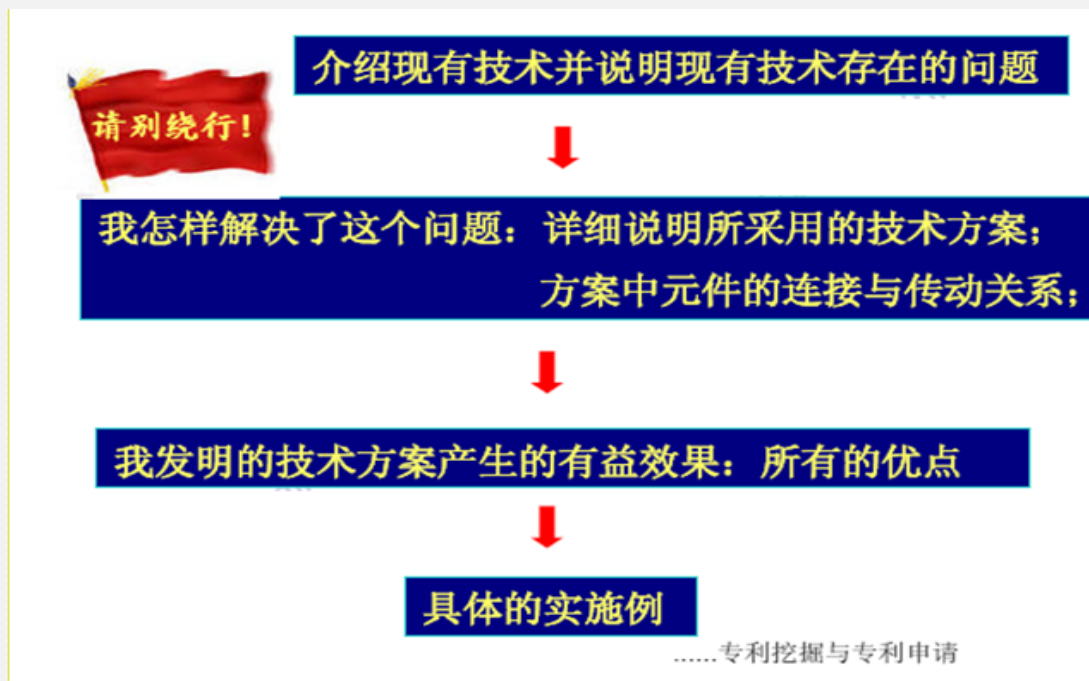 介绍现有技术并说明现有技术存在的问题
请别绕行!
我怎样解决了这个问题：详细说明所采用的技术方案；
方案中元件的连接与传动关系；
我发明的技术方案产生的有益效果：所有的优点
具体的实施例
......专利挖掘与专利申请